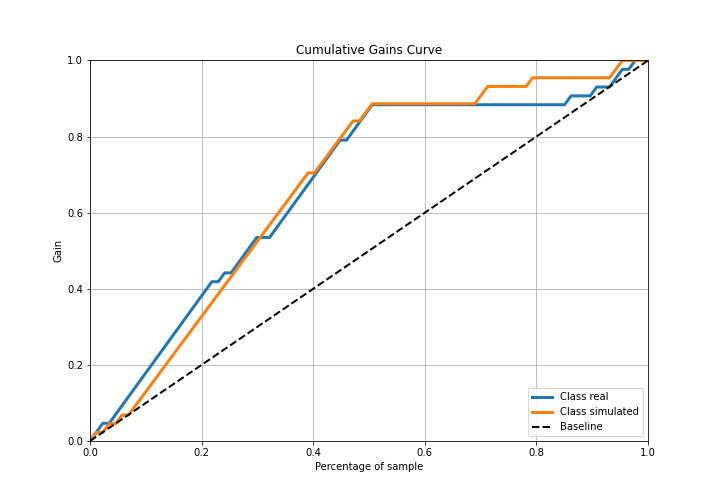 Cumulative Gains Curve
1.0
0.8
0.6
0.4
0.2
0.0
Gain
0.0 0.2 0.4 0.6 0.8 1.0
Percentage of sample
Class real
Class simulated
Baseline